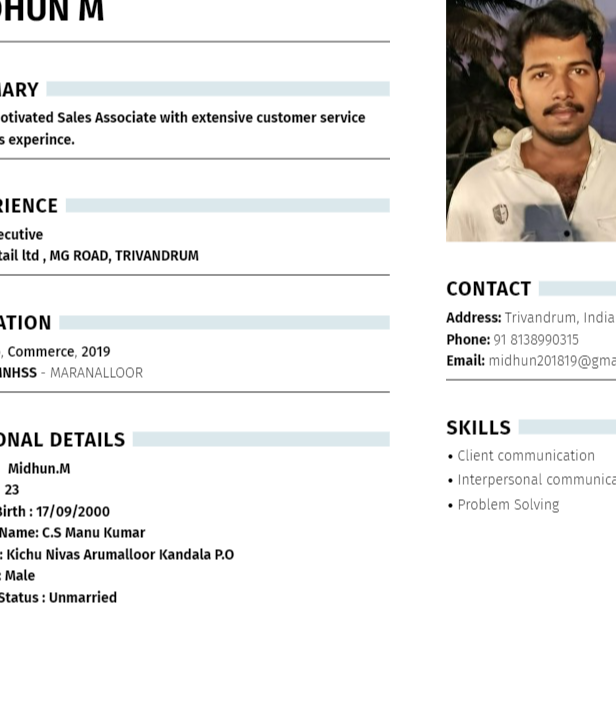 DHUN M
MARY
otivated Sales Associate with extensive customer service
s experince.
RIENCE
ecutive
tail ltd , MG ROAD, TRIVANDRUM
ATION
, Commerce, 2019
MNHSS - MARANALLOOR
ONAL DETAILS
Midhun.M
23
Birth : 17/09/2000
Name: C.S Manu Kumar
: Kichu Nivas Arumalloor Kandala P.O
: Male
Status : Unmarried
CONTACT
Address: Trivandrum, India
Phone: 91 8138990315
Email: midhun201819@gma
SKILLS
• Client communication
• Interpersonal communica
• Problem Solving